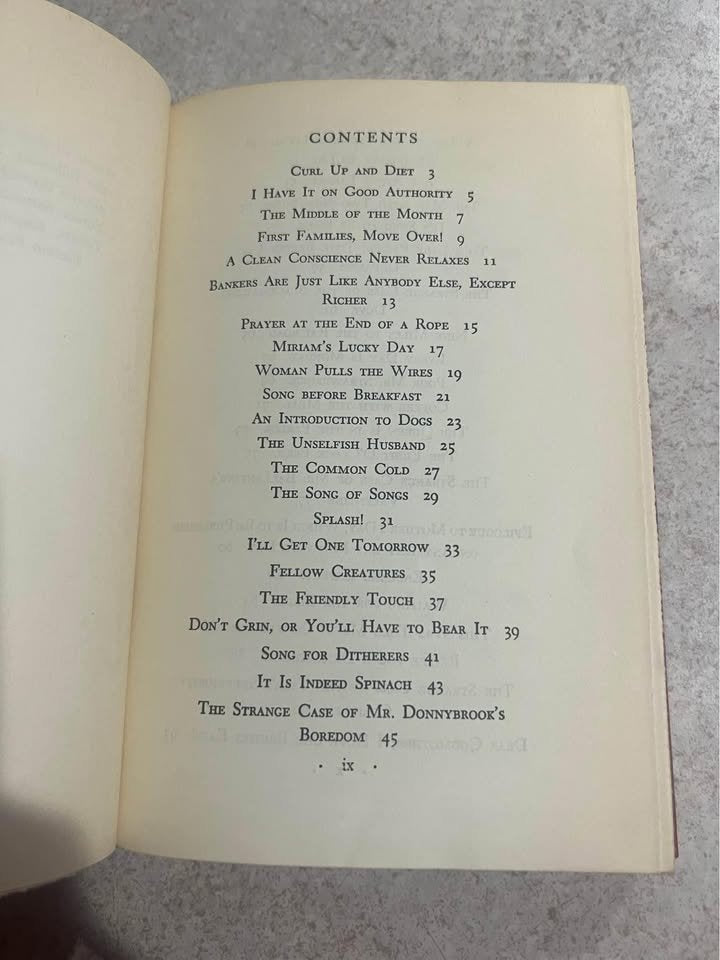 CONTENTS
CURL UP AND DIET 3
I HAVE IT ON GOOD AUTHORITY 5
THE MIDDLE OF THE MONTH 7
FIRST FAMILIES, MOVE OVER! 9
A CLEAN CONSCIENCE NEVER RELAXES 11
BANKERS ARE JUST LIKE ANYBODY ELSE, EXCEPT
RICHER 13
PRAYER AT THE END OF A ROPE 15
MIRIAM'S LUCKY DAY 17
WOMAN PULLS THE WIRES 19
SONG BEFORE BREAKFAST 21
AN INTRODUCTION TO DOGS 23
THE UNSELFISH HUSBAND 25
THE COMMON COLD 27
THE SONG OF SONGS 29
SPLASH! 31
I'LL GET ONE TOMORROW 33
FELLOW CREATURES 35
THE FRIENDLY TOUCH 37
DON'T GRIN, OR YOU'LL HAVE TO BEAR IT 39
SONG FOR DITHERERS 41
IT IS INDEED SPINACH 43
THE STRANGE CASE OF MR. DONNYBROOK'S
BOREDOM 45
· ix ·